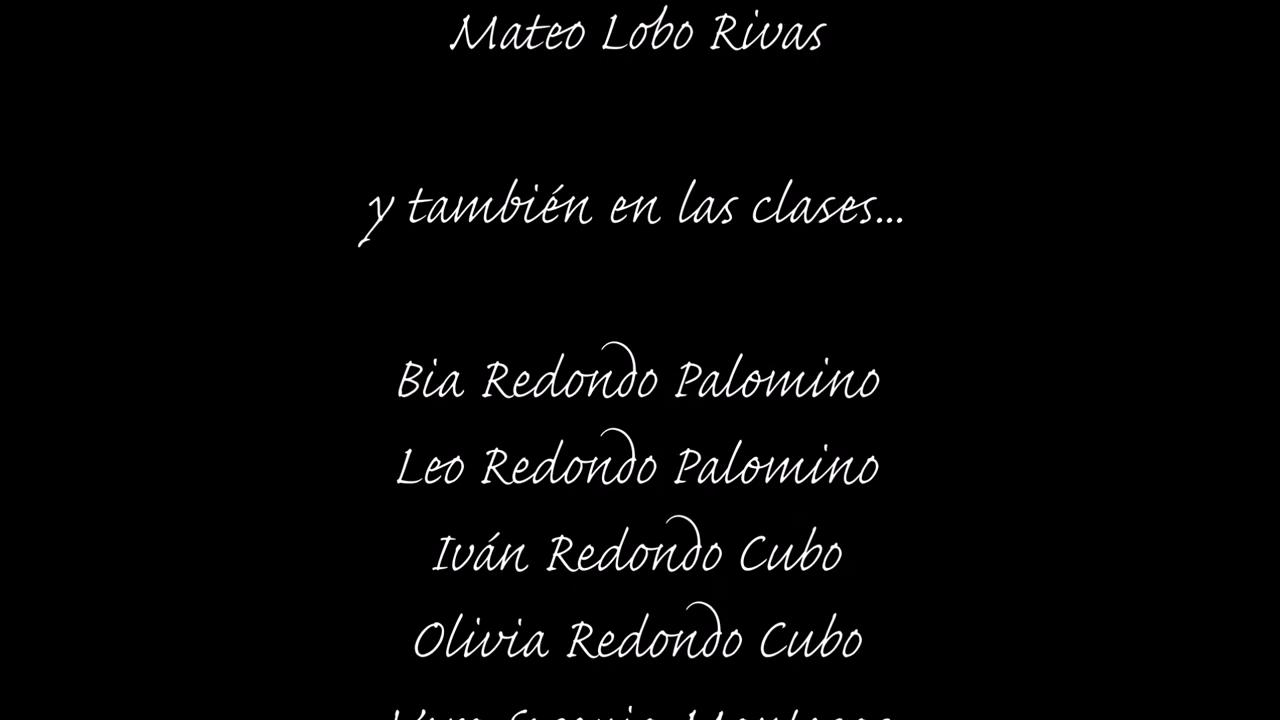 Mateo Lobo Rivas
y también en las clases...
Bia Redondo Palomino
Leo Redondo Palomino
Iván Redondo Cubo
Olivia Redondo Cubo